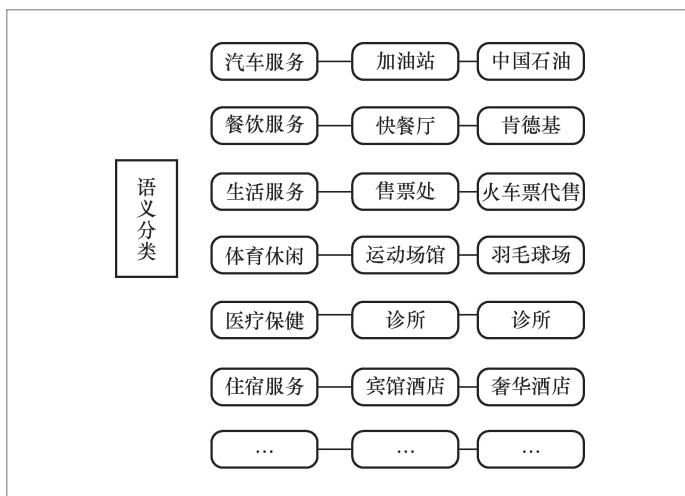 语义分类
汽车服务 加油站 中国石油
餐饮服务 快餐厅 肯德基
生活服务 售票处 火车票代售
体育休闲 运动场馆 羽毛球场
医疗保健 诊所 诊所
住宿服务 宾馆酒店 奢华酒店
… … …